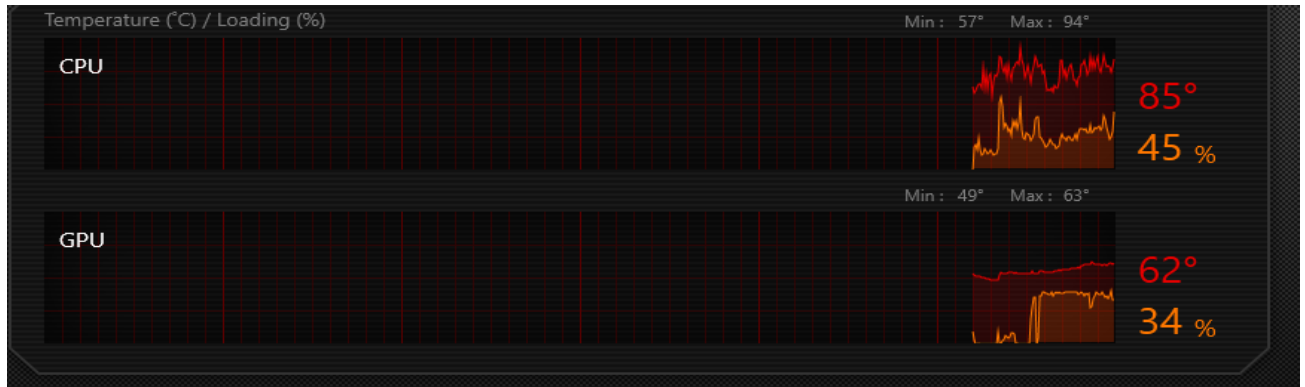 Temperature (°C) / Loading (%) Min : 57° Max : 94°
CPU
85°
45 %
Min : 49° Max : 63°
GPU
62°
34 %